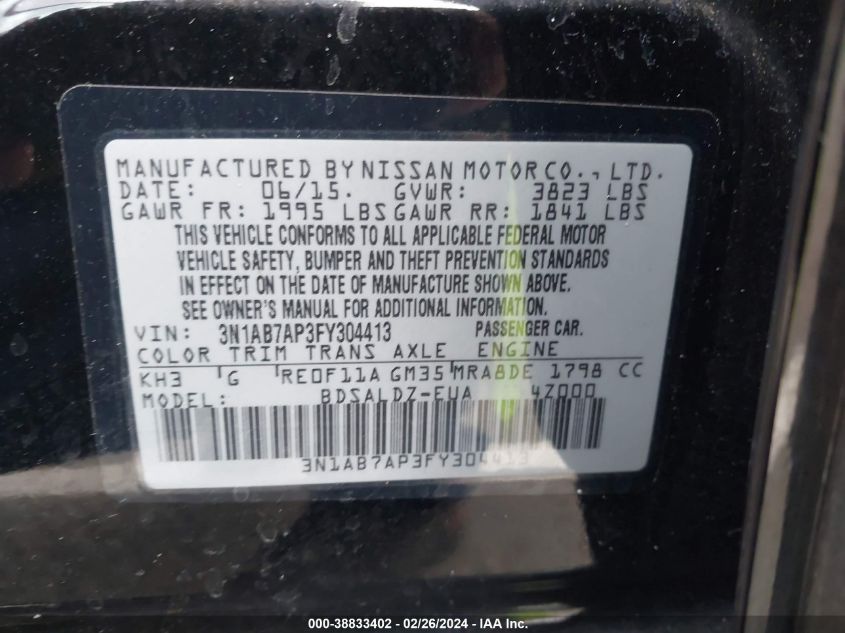 MANUFACTURED BY NISSAN MOTOR CO., LTD.
DATE: 06/15. GVWR: 3823 LBS
GAWR FR: 1995 LBS GAWR RR: 1841 LBS
THIS VEHICLE CONFORMS TO ALL APPLICABLE FEDERAL MOTOR
VEHICLE SAFETY, BUMPER AND THEFT PREVENTION STANDARDS
IN EFFECT ON THE DATE OF MANUFACTURE SHOWN ABOVE.
SEE OWNER'S MANUAL FOR ADDITIONAL INFORMATION.
VIN: 3N1AB7AP3FY304413 PASSENGER CAR.
COLOR TRIM TRANS AXLE ENGINE
KH3 G RE0F11A GM35 MRA8DE 1798 CC
MODEL: BDSALDZ-EUA 4Z000
3N1AB7AP3FY304413
000-38833402 - 02/26/2024 - IAA Inc.